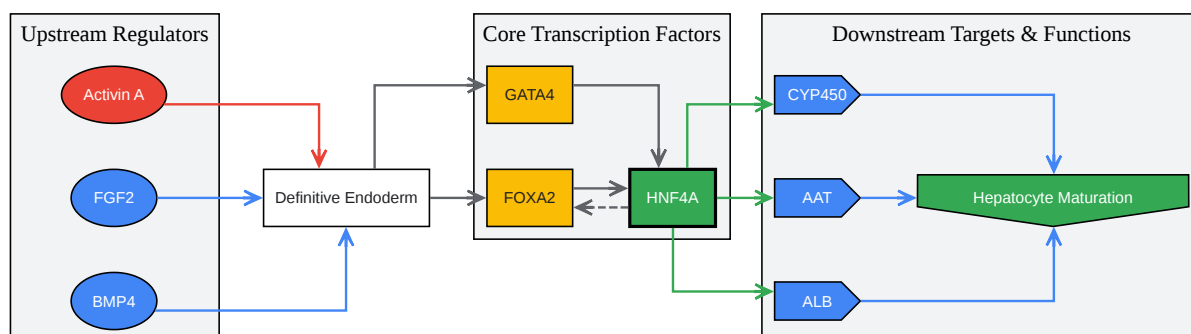 Upstream Regulators
Core Transcription Factors
Downstream Targets & Functions
Activin A
GATA4
CYP450
FGF2
Definitive Endoderm
FOXA2
HNF4A
AAT
Hepatocyte Maturation
BMP4
ALB